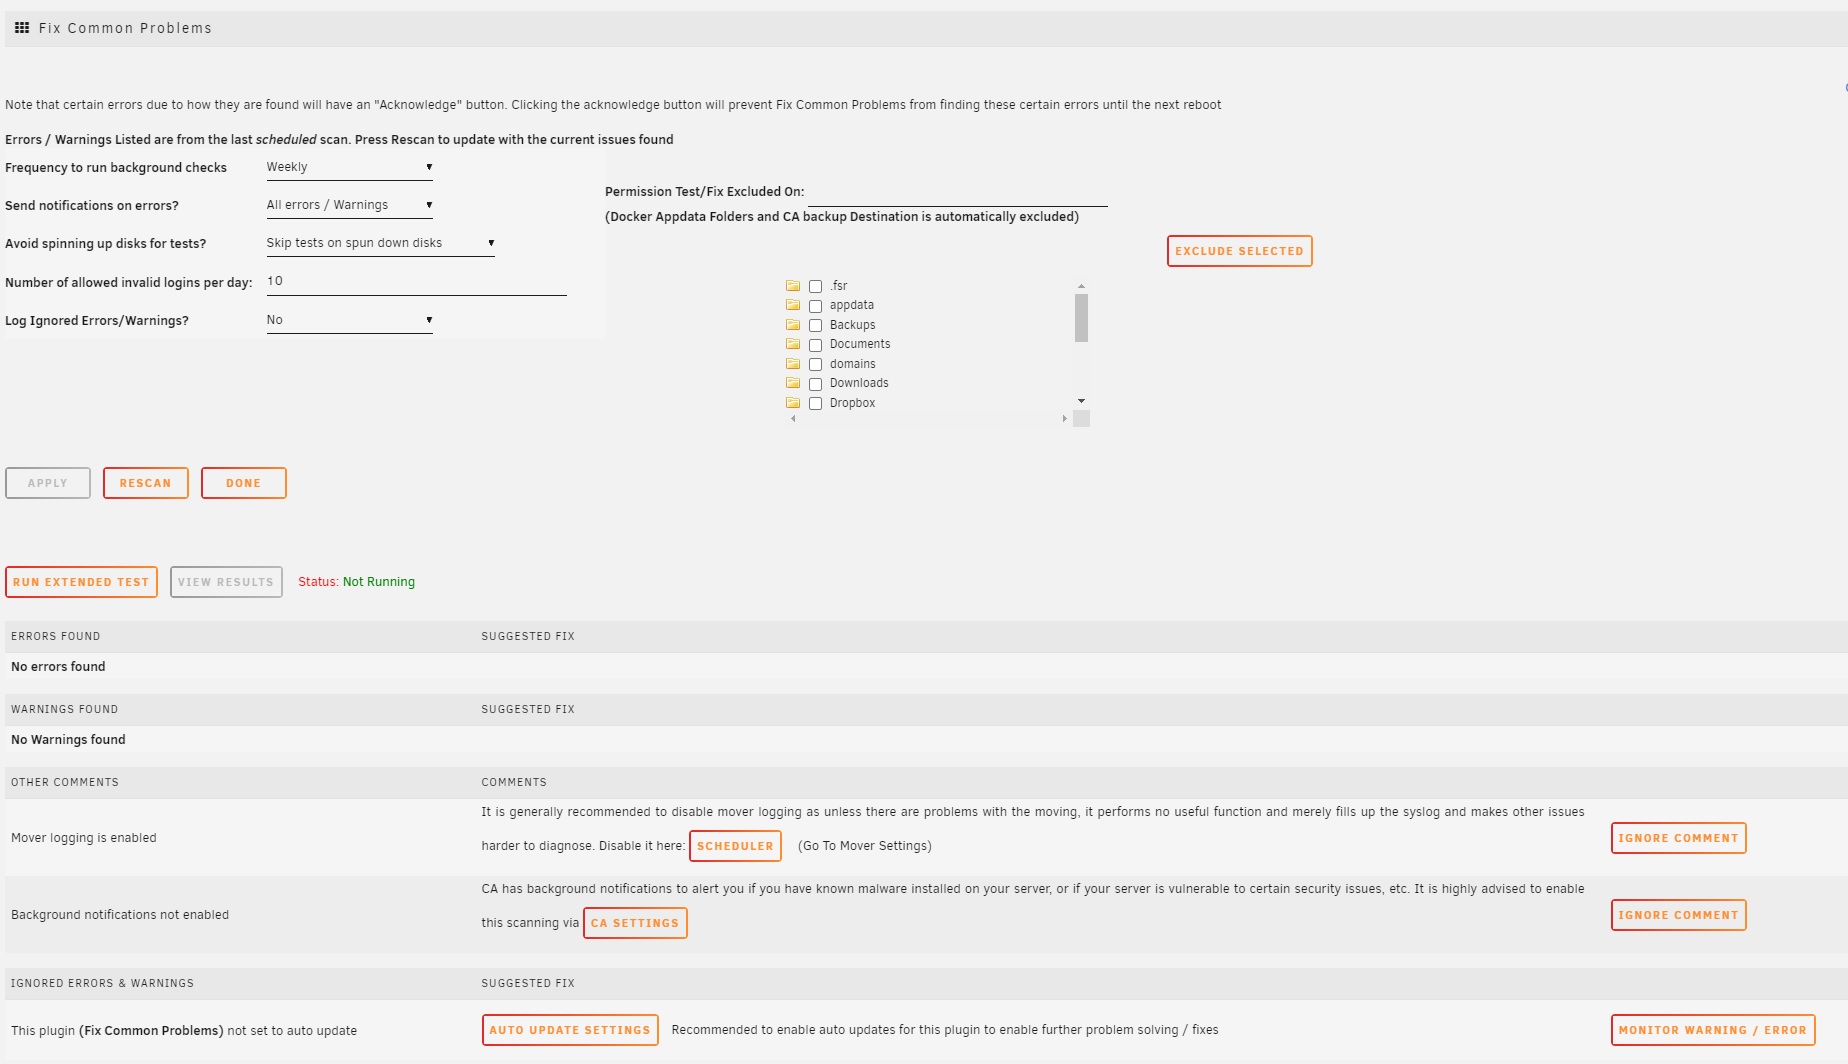 Fix Common Problems
Note that certain errors due to how they are found will have an "Acknowledge" button. Clicking the acknowledge button will prevent Fix Common Problems from finding these certain errors until the next reboot
Errors / Warnings Listed are from the last scheduled scan. Press Rescan to update with the current issues found
Frequency to run background checks
Weekly
Send notifications on errors?
All errors / Warnings
Avoid spinning up disks for tests?
Skip tests on spun down disks
Number of allowed invalid logins per day:
10
Log Ignored Errors/Warnings?
No
Permission Test/Fix Excluded On:
(Docker Appdata Folders and CA backup Destination is automatically excluded)
EXCLUDE SELECTED
.fsr
appdata
Backups
Documents
domains
Downloads
Dropbox
APPLY
RESCAN
DONE
RUN EXTENDED TEST
VIEW RESULTS
Status: Not Running
ERRORS FOUND
SUGGESTED FIX
No errors found
WARNINGS FOUND
SUGGESTED FIX
No Warnings found
OTHER COMMENTS
COMMENTS
Mover logging is enabled
It is generally recommended to disable mover logging as unless there are problems with the moving, it performs no useful function and merely fills up the syslog and makes other issues
harder to diagnose. Disable it here: SCHEDULER (Go To Mover Settings)
IGNORE COMMENT
Background notifications not enabled
CA has background notifications to alert you if you have known malware installed on your server, or if your server is vulnerable to certain security issues, etc. It is highly advised to enable
this scanning via CA SETTINGS
IGNORE COMMENT
IGNORED ERRORS & WARNINGS
SUGGESTED FIX
This plugin (Fix Common Problems) not set to auto update
AUTO UPDATE SETTINGS Recommended to enable auto updates for this plugin to enable further problem solving / fixes
MONITOR WARNING / ERROR